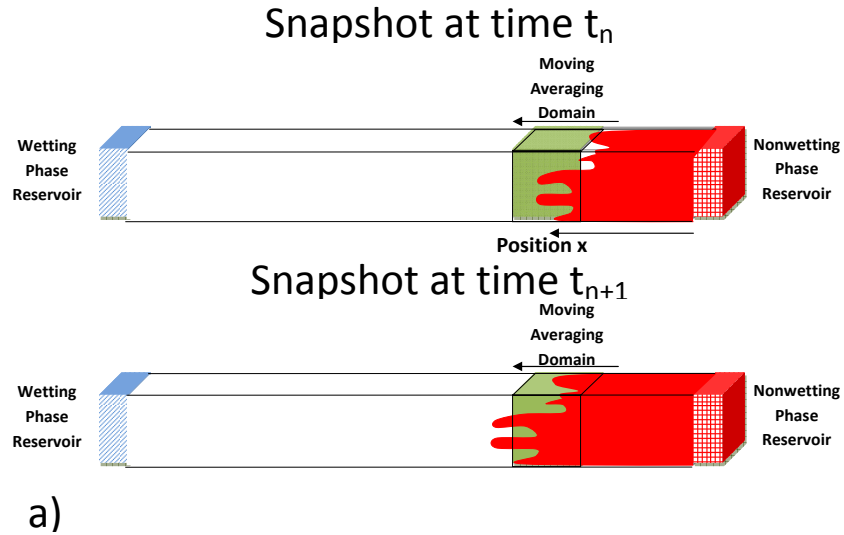 Snapshot at time tn
Moving
Averaging
Domain
Wetting
Phase
Reservoir
Nonwetting
Phase
Reservoir
Position x
Snapshot at time tn+1
Moving
Averaging
Domain
Wetting
Phase
Reservoir
Nonwetting
Phase
Reservoir
a)